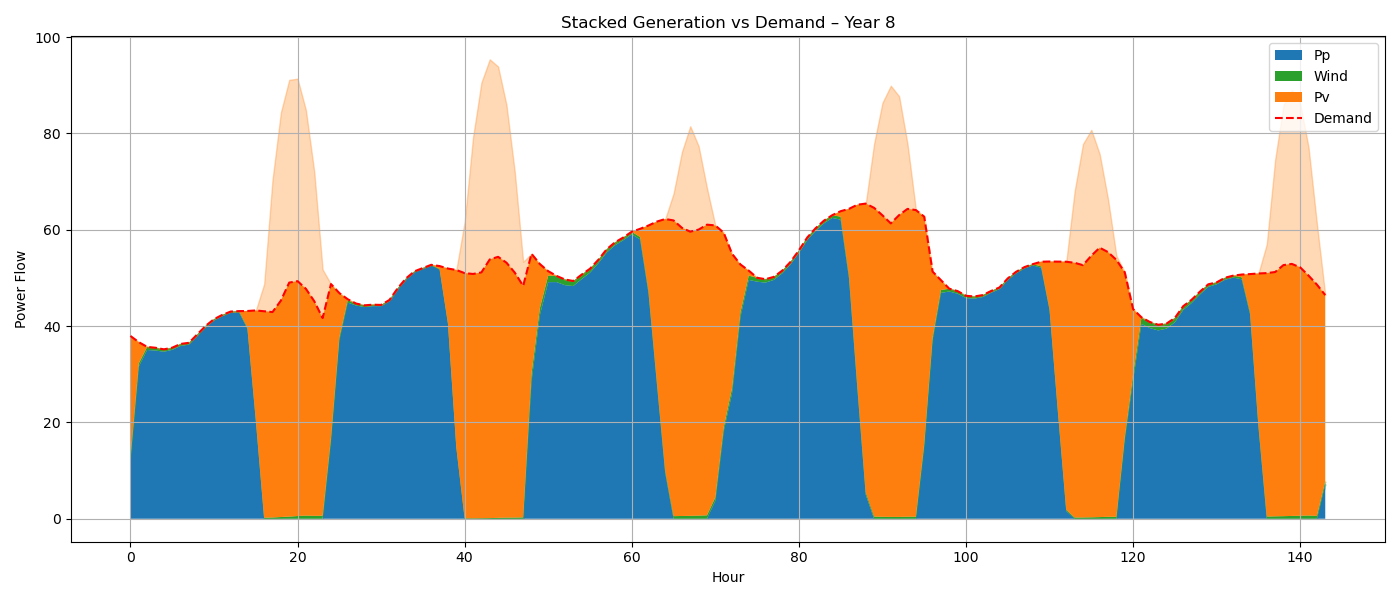 Stacked Generation vs Demand – Year 8
Power Flow
100
80
60
40
20
0
0 20 40 60 80 100 120 140
Hour
Pp
Wind
Pv
Demand